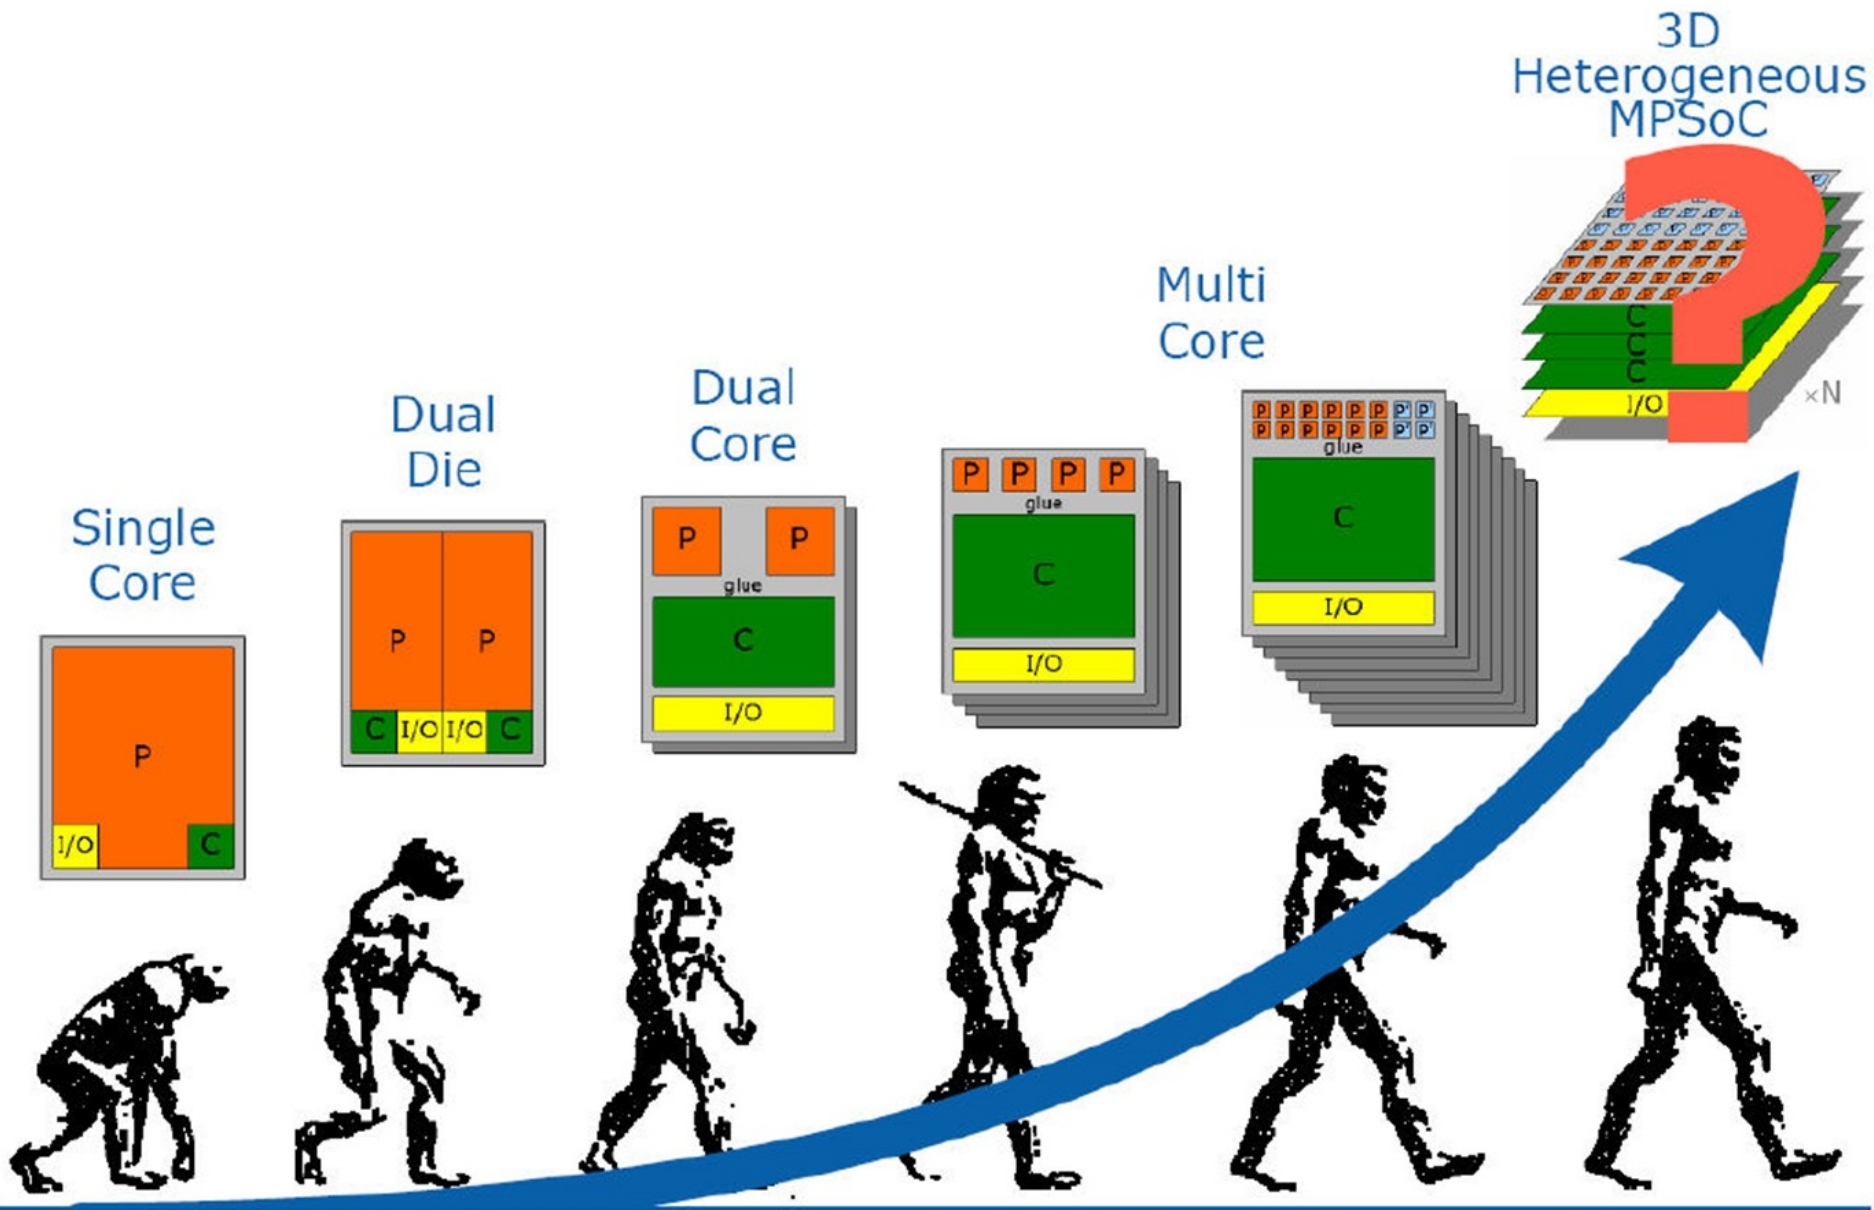 3D
Heterogeneous
MPSoC
C
C
C
I/O
×N
Multi
Core
P P P P P P P' P'
P P P P P P P' P'
glue
C
I/O
P P P P
glue
C
I/O
Dual
Core
P P
glue
C
I/O
Dual
Die
P P
C I/O I/O C
Single
Core
P
I/O C